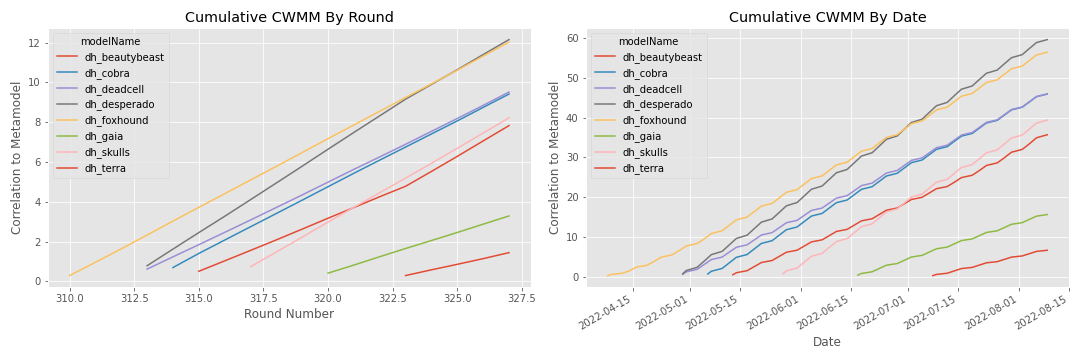 Cumulative CWMM By Round
Correlation to Metamodel
12
10
8
6
4
2
0
modelName
dh_beautybeast
dh_cobra
dh_deadcell
dh_desperado
dh_foxhound
dh_gaia
dh_skulls
dh_terra
310.0 312.5 315.0 317.5 320.0 322.5 325.0 327.5
Round Number
Cumulative CWMM By Date
Correlation to Metamodel
60
50
40
30
20
10
0
modelName
dh_beautybeast
dh_cobra
dh_deadcell
dh_desperado
dh_foxhound
dh_gaia
dh_skulls
dh_terra
2022-04-15 2022-05-01 2022-05-15 2022-06-01 2022-06-15 2022-07-01 2022-07-15 2022-08-01 2022-08-15
Date